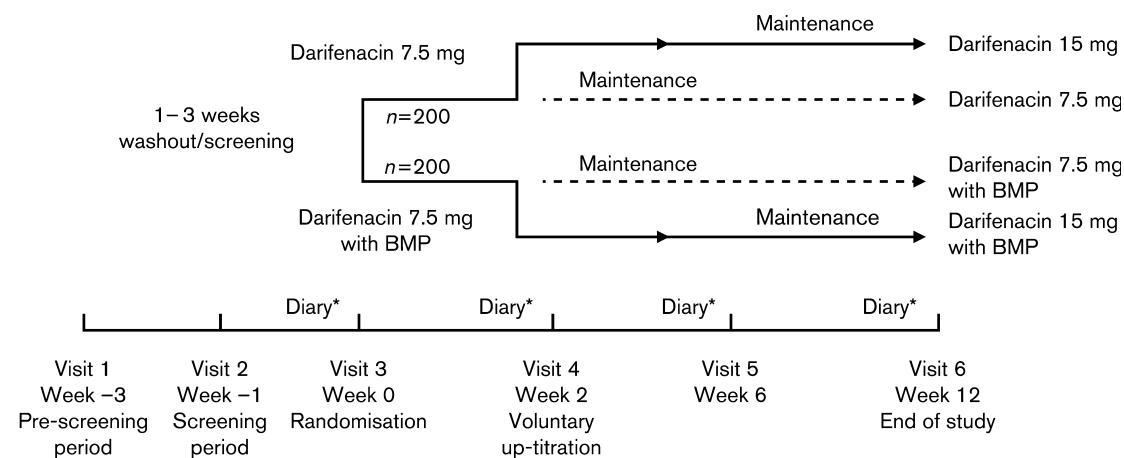 Maintenance
Darifenacin 7.5 mg
Darifenacin 15 mg
Maintenance
Darifenacin 7.5 mg
1–3 weeks
washout/screening
n=200
n=200
Maintenance
Darifenacin 7.5 mg
with BMP
Darifenacin 7.5 mg
with BMP
Maintenance
Darifenacin 15 mg
with BMP
Diary*
Diary*
Diary*
Diary*
Visit 1
Week –3
Pre-screening
period
Visit 2
Week –1
Screening
period
Visit 3
Week 0
Randomisation
Visit 4
Week 2
Voluntary
up-titration
Visit 5
Week 6
Visit 6
Week 12
End of study